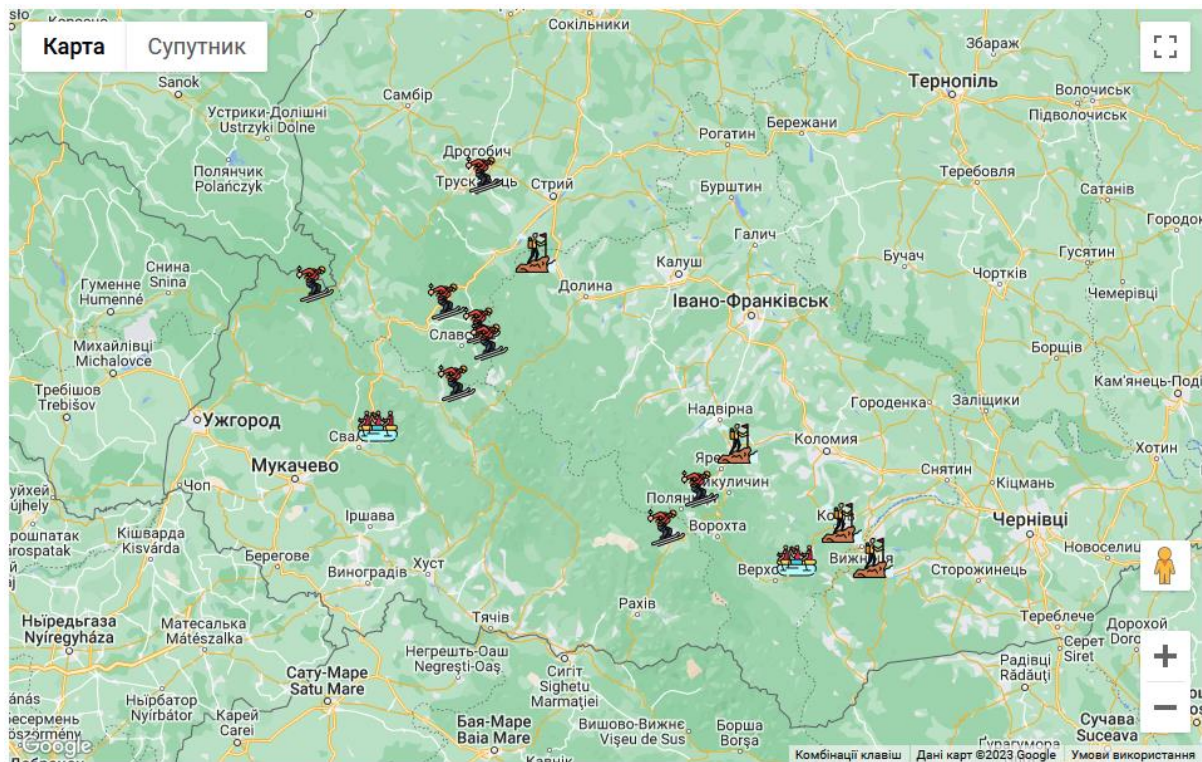 Сокільники
Карта
Супутник
Збараж
Sanok
Тернопіль
Волочиськ
Підволочиськ
Самбір
Устрики-Долішні
Ustrzyki Dolne
Бережани
Рогатин
Дрогобич
Полянчик
Polańczyk
Стрий
Бурштин
Теребовля
Сатанів
Городок
Галич
Гусятин
Бучач
Калуш
Снина
Snina
Гуменне
Humenné
Долина
Чортків
Чемерівці
Івано-Франківськ
Михайлівці
Michalovce
Борщів
Требішов
Trebišov
Кам'янець-Поді
Надвірна
Городенка
Заліщики
Ужгород
Коломия
Хотин
Мукачево
Снятин
Чоп
Кіцмань
Іршава
Ворохта
Чернівці
Кішварда
Kisvárda
Берегове
Хуст
Виноградів
Сторожинець
Рахів
Тячів
Тереблече
Ньїредьгаза
Nyíregyháza
Матесалька
Mátészalka
Дорохой
Серет
Siret
Негрешть-Оаш
Negrești-Oaș
Сату-Маре
Satu Mare
Сигіт
Sighetu
Marmației
Радівці
Rădăuți
Ньїрбатор
Nyírbátor
Карей
Carei
Бая-Маре
Baia Mare
Вишово-Вижнє
Vișeu de Sus
Борша
Borșa
Сучава
Suceava
Google
Комбінації клавіш
Дані карт ©2023 Google
Умови використання